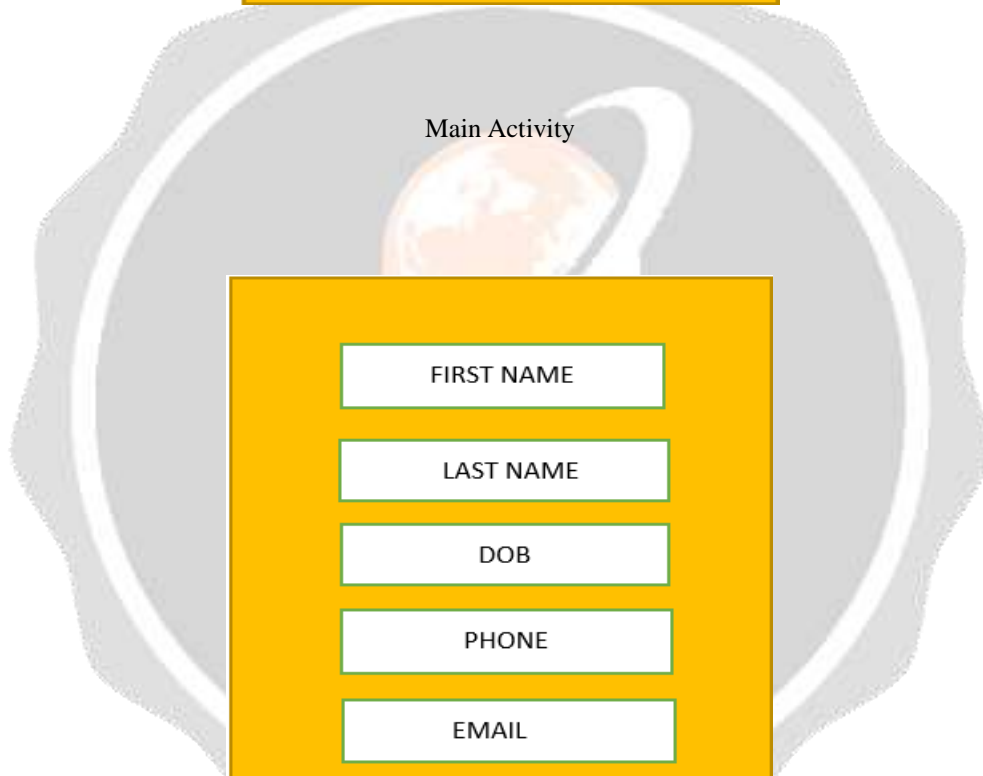 Main Activity
FIRST NAME
LAST NAME
DOB
PHONE
EMAIL